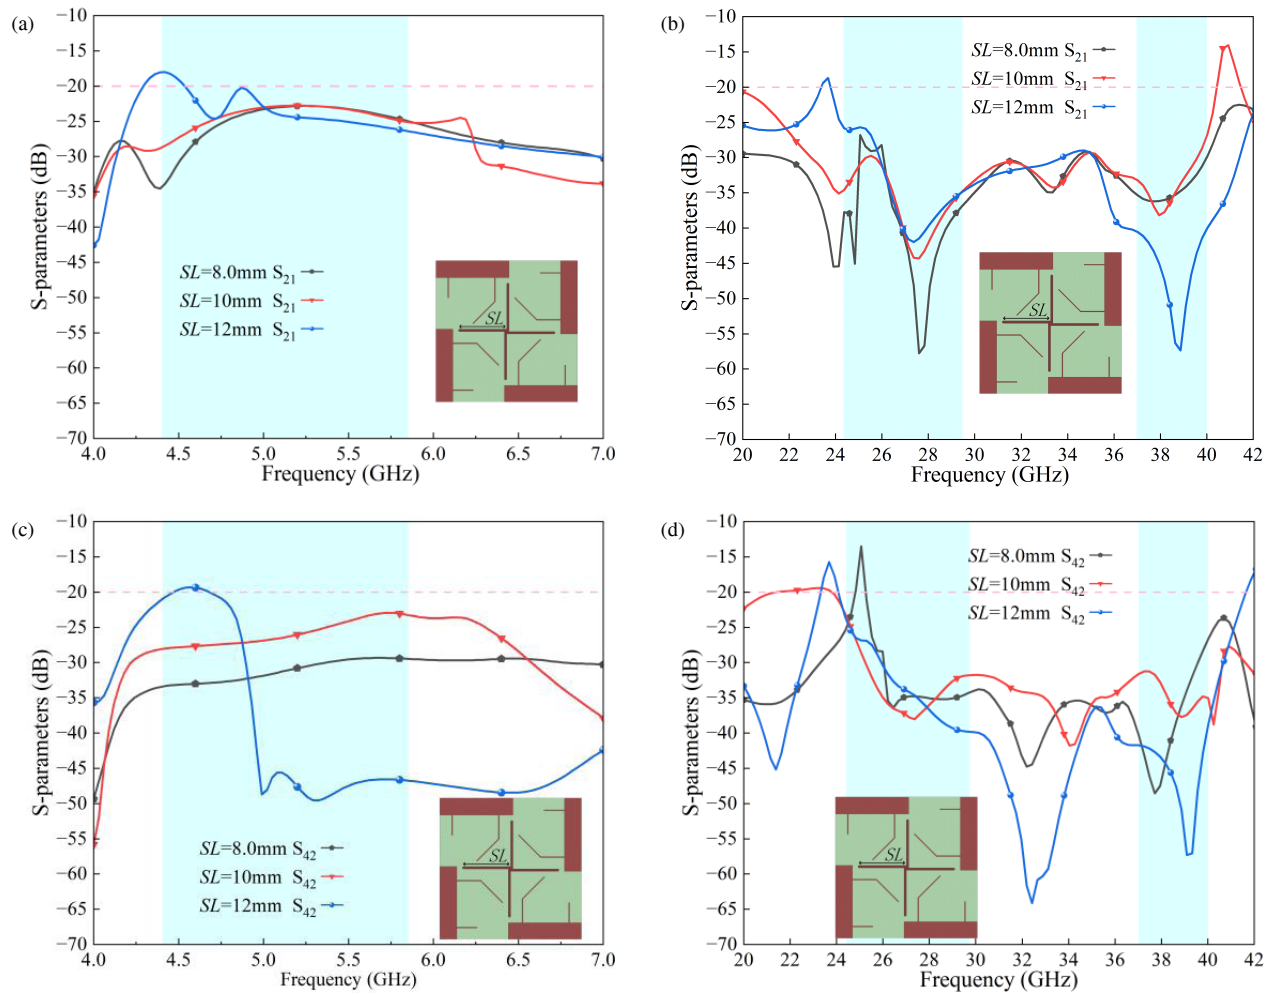 (a)
S-parameters (dB)
−10
−15
−20
−25
−30
−35
−40
−45
−50
−55
−60
−65
−70
SL=8.0mm S21
SL=10mm S21
SL=12mm S21
SL
4.0 4.5 5.0 5.5 6.0 6.5 7.0
Frequency (GHz)
(b)
S-parameters (dB)
−10
−15
−20
−25
−30
−35
−40
−45
−50
−55
−60
−65
−70
SL=8.0mm S21
SL=10mm S21
SL=12mm S21
SL
20 22 24 26 28 30 32 34 36 38 40 42
Frequency (GHz)
(c)
S-parameters (dB)
−10
−15
−20
−25
−30
−35
−40
−45
−50
−55
−60
−65
−70
SL=8.0mm S42
SL=10mm S42
SL=12mm S42
SL
4.0 4.5 5.0 5.5 6.0 6.5 7.0
Frequency (GHz)
(d)
S-parameters (dB)
−10
−15
−20
−25
−30
−35
−40
−45
−50
−55
−60
−65
−70
SL=8.0mm S42
SL=10mm S42
SL=12mm S42
SL
20 22 24 26 28 30 32 34 36 38 40 42
Frequency (GHz)